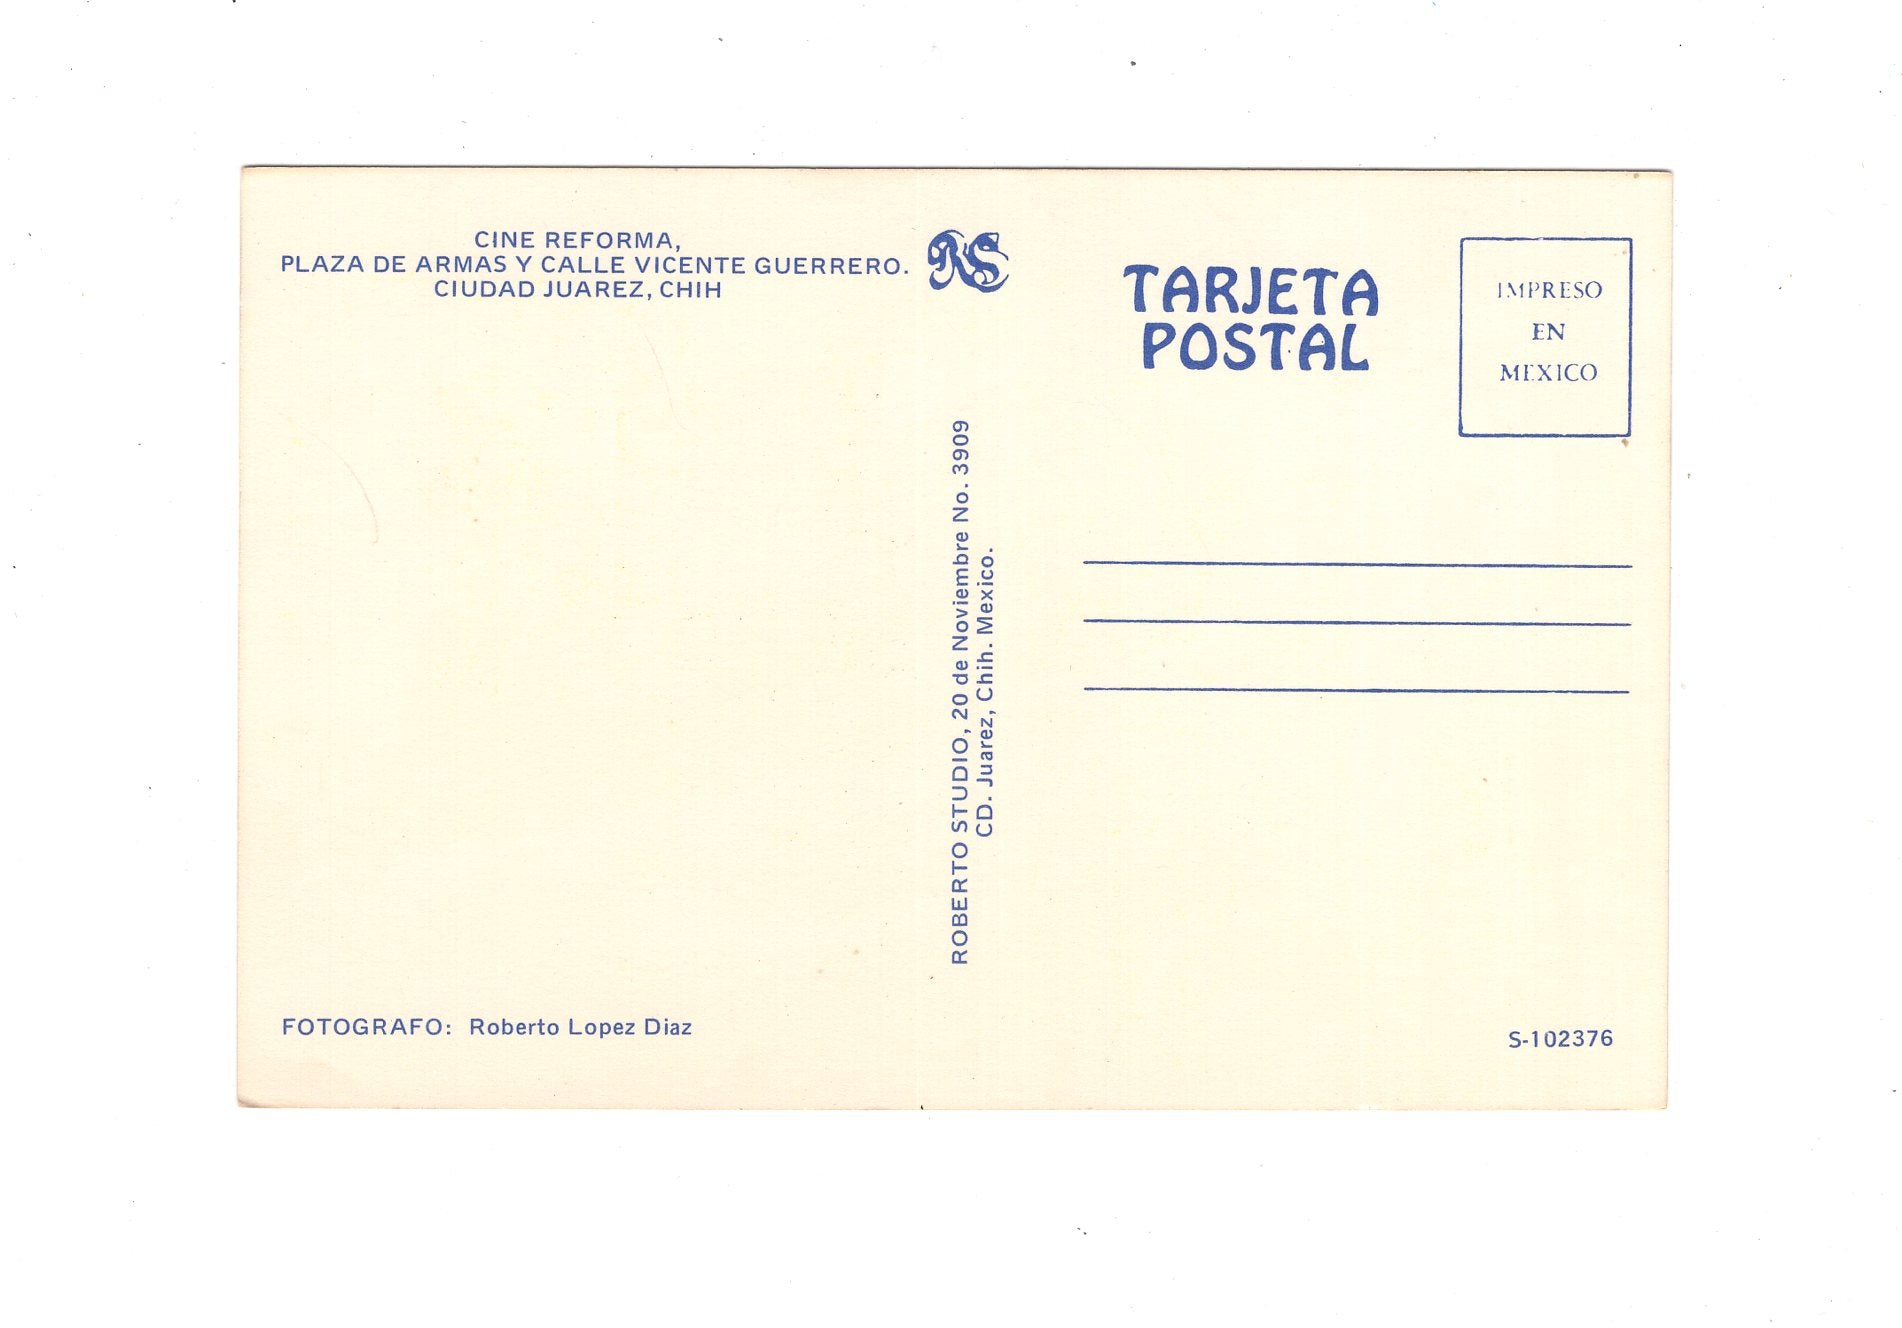 CINE REFORMA,
PLAZA DE ARMAS Y CALLE VICENTE GUERRERO.
CIUDAD JUAREZ, CHIH
RS
TARJETA
POSTAL
IMPRESO
EN
MEXICO
ROBERTO STUDIO, 20 de Noviembre No. 3909
CD. Juarez, Chih. Mexico.
FOTOGRAFO: Roberto Lopez Diaz
S-102376